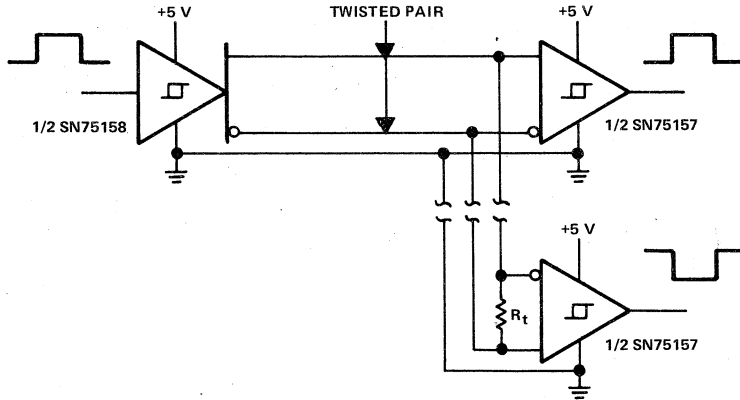 +5 V
TWISTED PAIR
+5 V
1/2 SN75158
1/2 SN75157
+5 V
Rt
1/2 SN75157